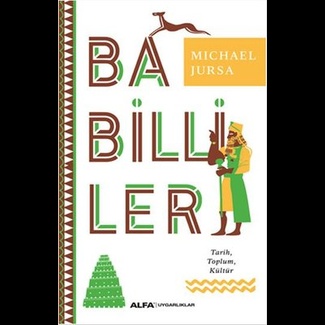 MICHAEL
JURSA
BA
BİLLİ
LER
Tarih,
Toplum,
Kültür
ALFA | UYGARLIKLAR